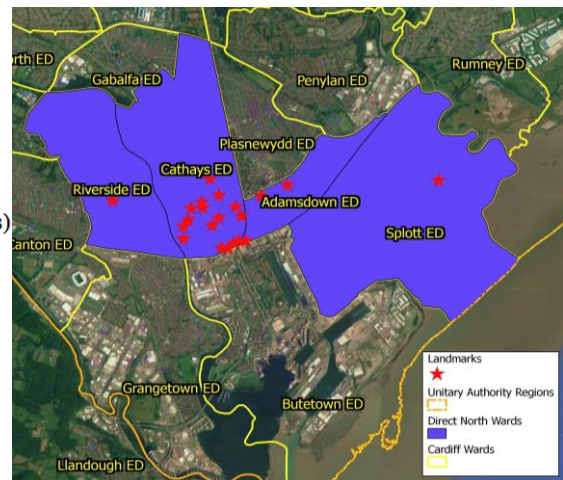 orth ED
Gabalfa ED
Penylan ED
Rumney ED
Plasnewydd ED
Cathays ED
Riverside ED
Adamsdown ED
s)
Canton ED
Splott ED
Grangetown ED
Butetown ED
Llandough ED
Landmarks
Unitary Authority Regions
Direct North Wards
Cardiff Wards